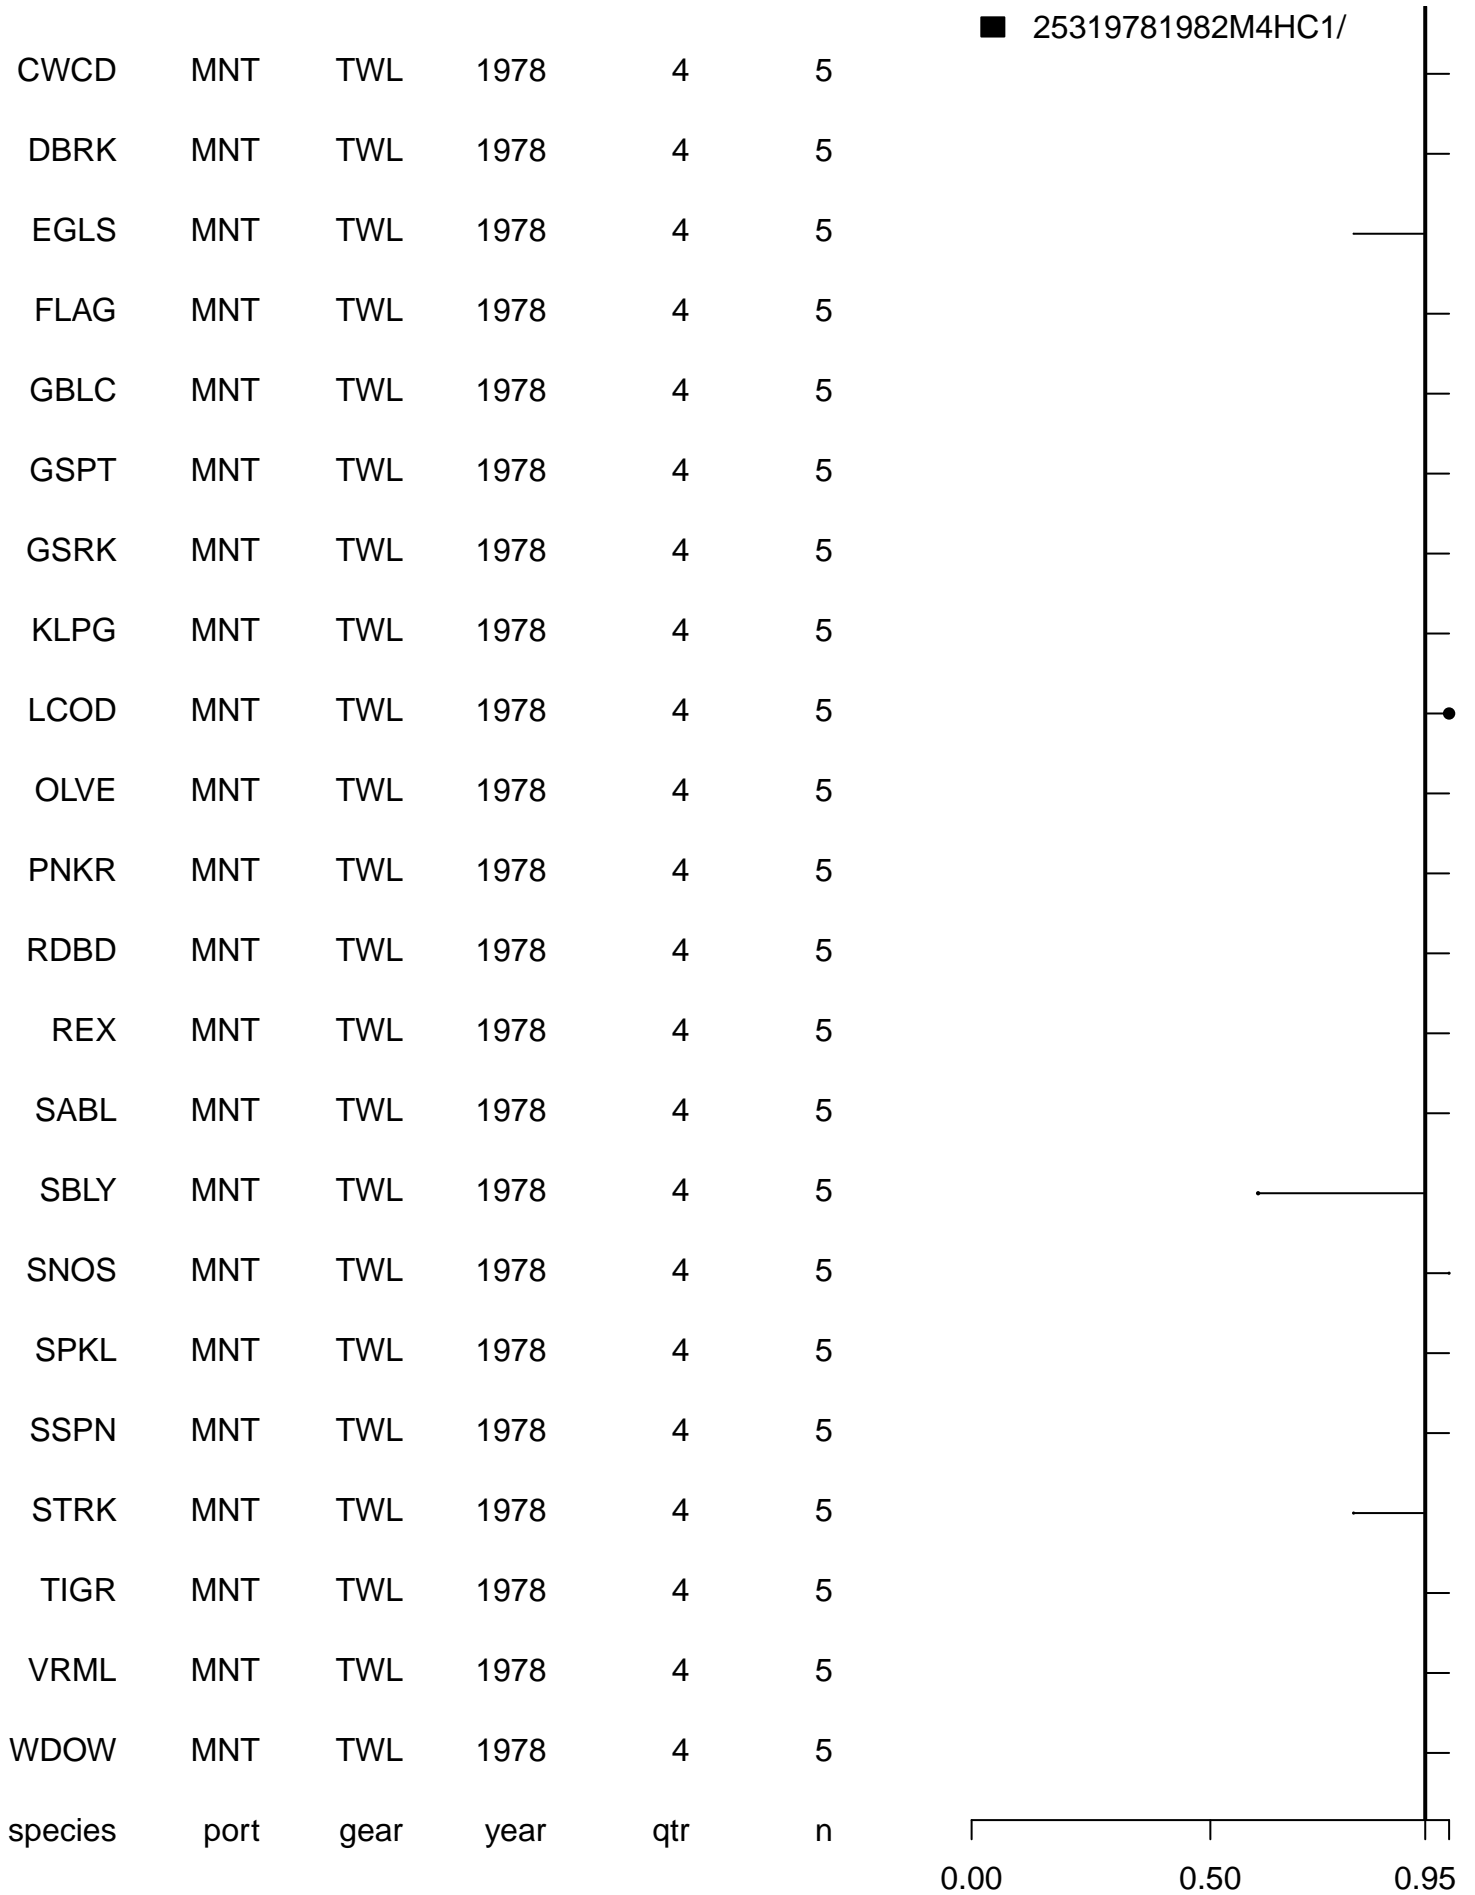 25319781982M4HC1/
CWCD MNT TWL 1978 4 5
DBRK MNT TWL 1978 4 5
EGLS MNT TWL 1978 4 5
FLAG MNT TWL 1978 4 5
GBLC MNT TWL 1978 4 5
GSPT MNT TWL 1978 4 5
GSRK MNT TWL 1978 4 5
KLPG MNT TWL 1978 4 5
LCOD MNT TWL 1978 4 5
OLVE MNT TWL 1978 4 5
PNKR MNT TWL 1978 4 5
RDBD MNT TWL 1978 4 5
REX MNT TWL 1978 4 5
SABL MNT TWL 1978 4 5
SBLY MNT TWL 1978 4 5
SNOS MNT TWL 1978 4 5
SPKL MNT TWL 1978 4 5
SSPN MNT TWL 1978 4 5
STRK MNT TWL 1978 4 5
TIGR MNT TWL 1978 4 5
VRML MNT TWL 1978 4 5
WDOW MNT TWL 1978 4 5
species port gear year qtr n
0.00 0.50 0.95